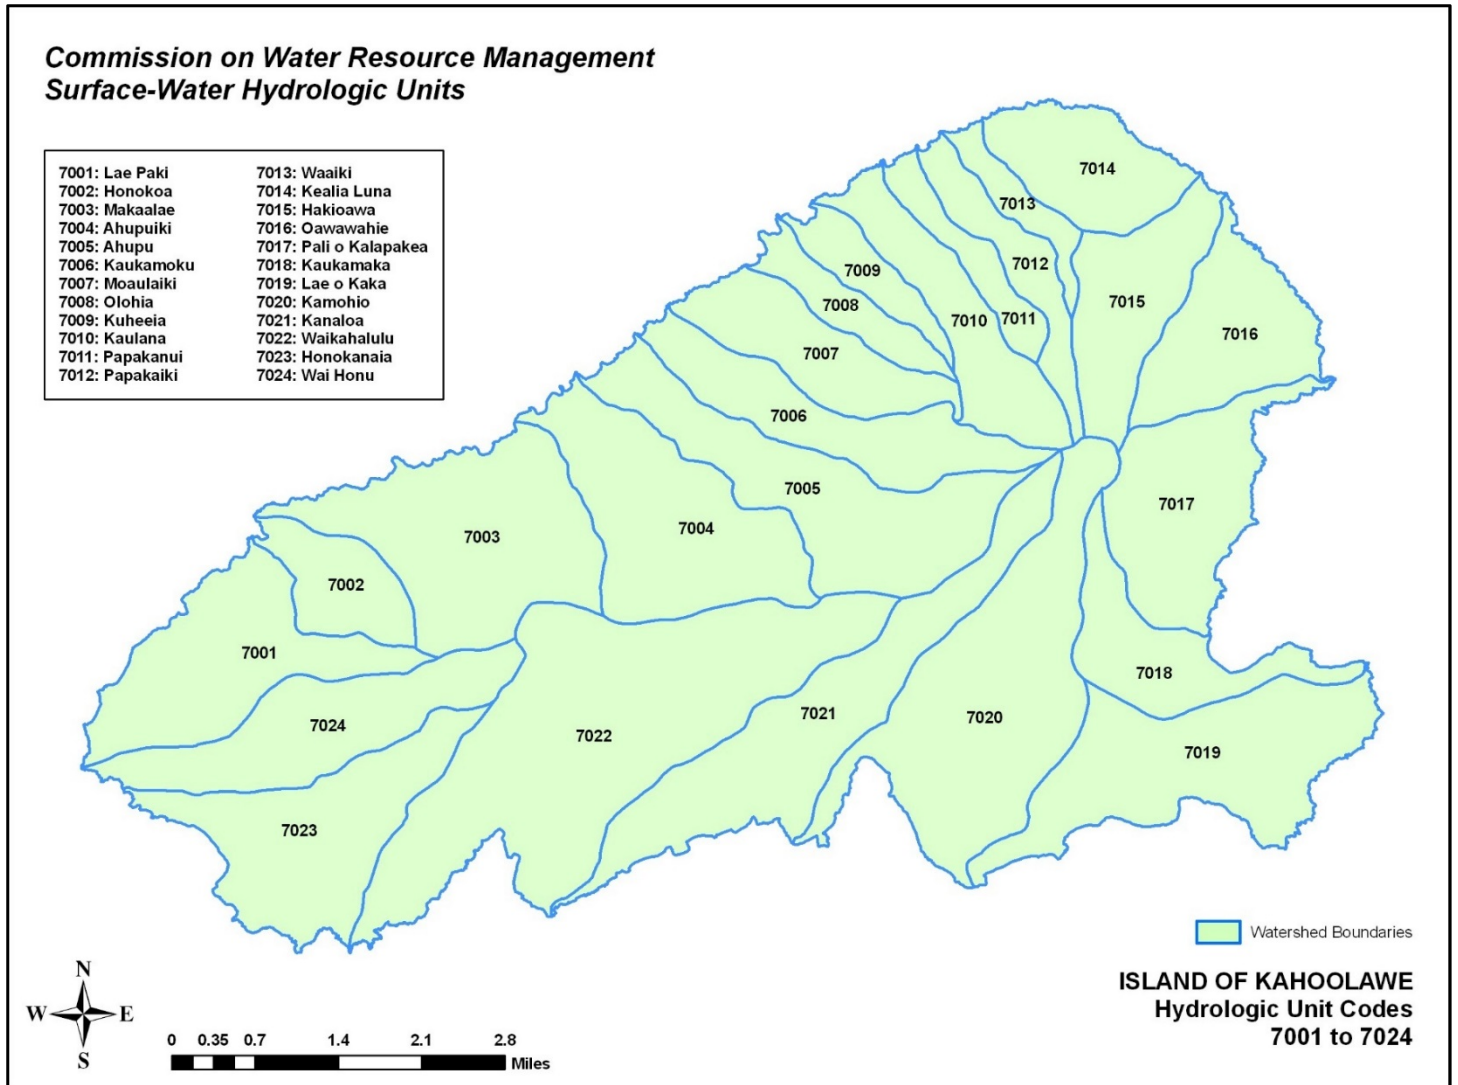 Commission on Water Resource Management
Surface-Water Hydrologic Units
7001: Lae Paki
7002: Honokoa
7003: Makaalae
7004: Ahupuiki
7005: Ahupu
7006: Kaukamoku
7007: Moaulaiki
7008: Olohia
7009: Kuheeia
7010: Kaulana
7011: Papakanui
7012: Papakaiki
7013: Waaiki
7014: Kealia Luna
7015: Hakioawa
7016: Oawawahie
7017: Pali o Kalapakea
7018: Kaukamaka
7019: Lae o Kaka
7020: Kamohio
7021: Kanaloa
7022: Waikahalulu
7023: Honokanaia
7024: Wai Honu
7014
7013
7012
7009
7008
7015
7010
7011
7016
7007
7006
7005
7017
7004
7003
7002
7001
7018
7021
7020
7024
7022
7019
7023
Watershed Boundaries
ISLAND OF KAHOOLAWE
Hydrologic Unit Codes
7001 to 7024
N
W
E
S
0 0.35 0.7 1.4 2.1 2.8
Miles